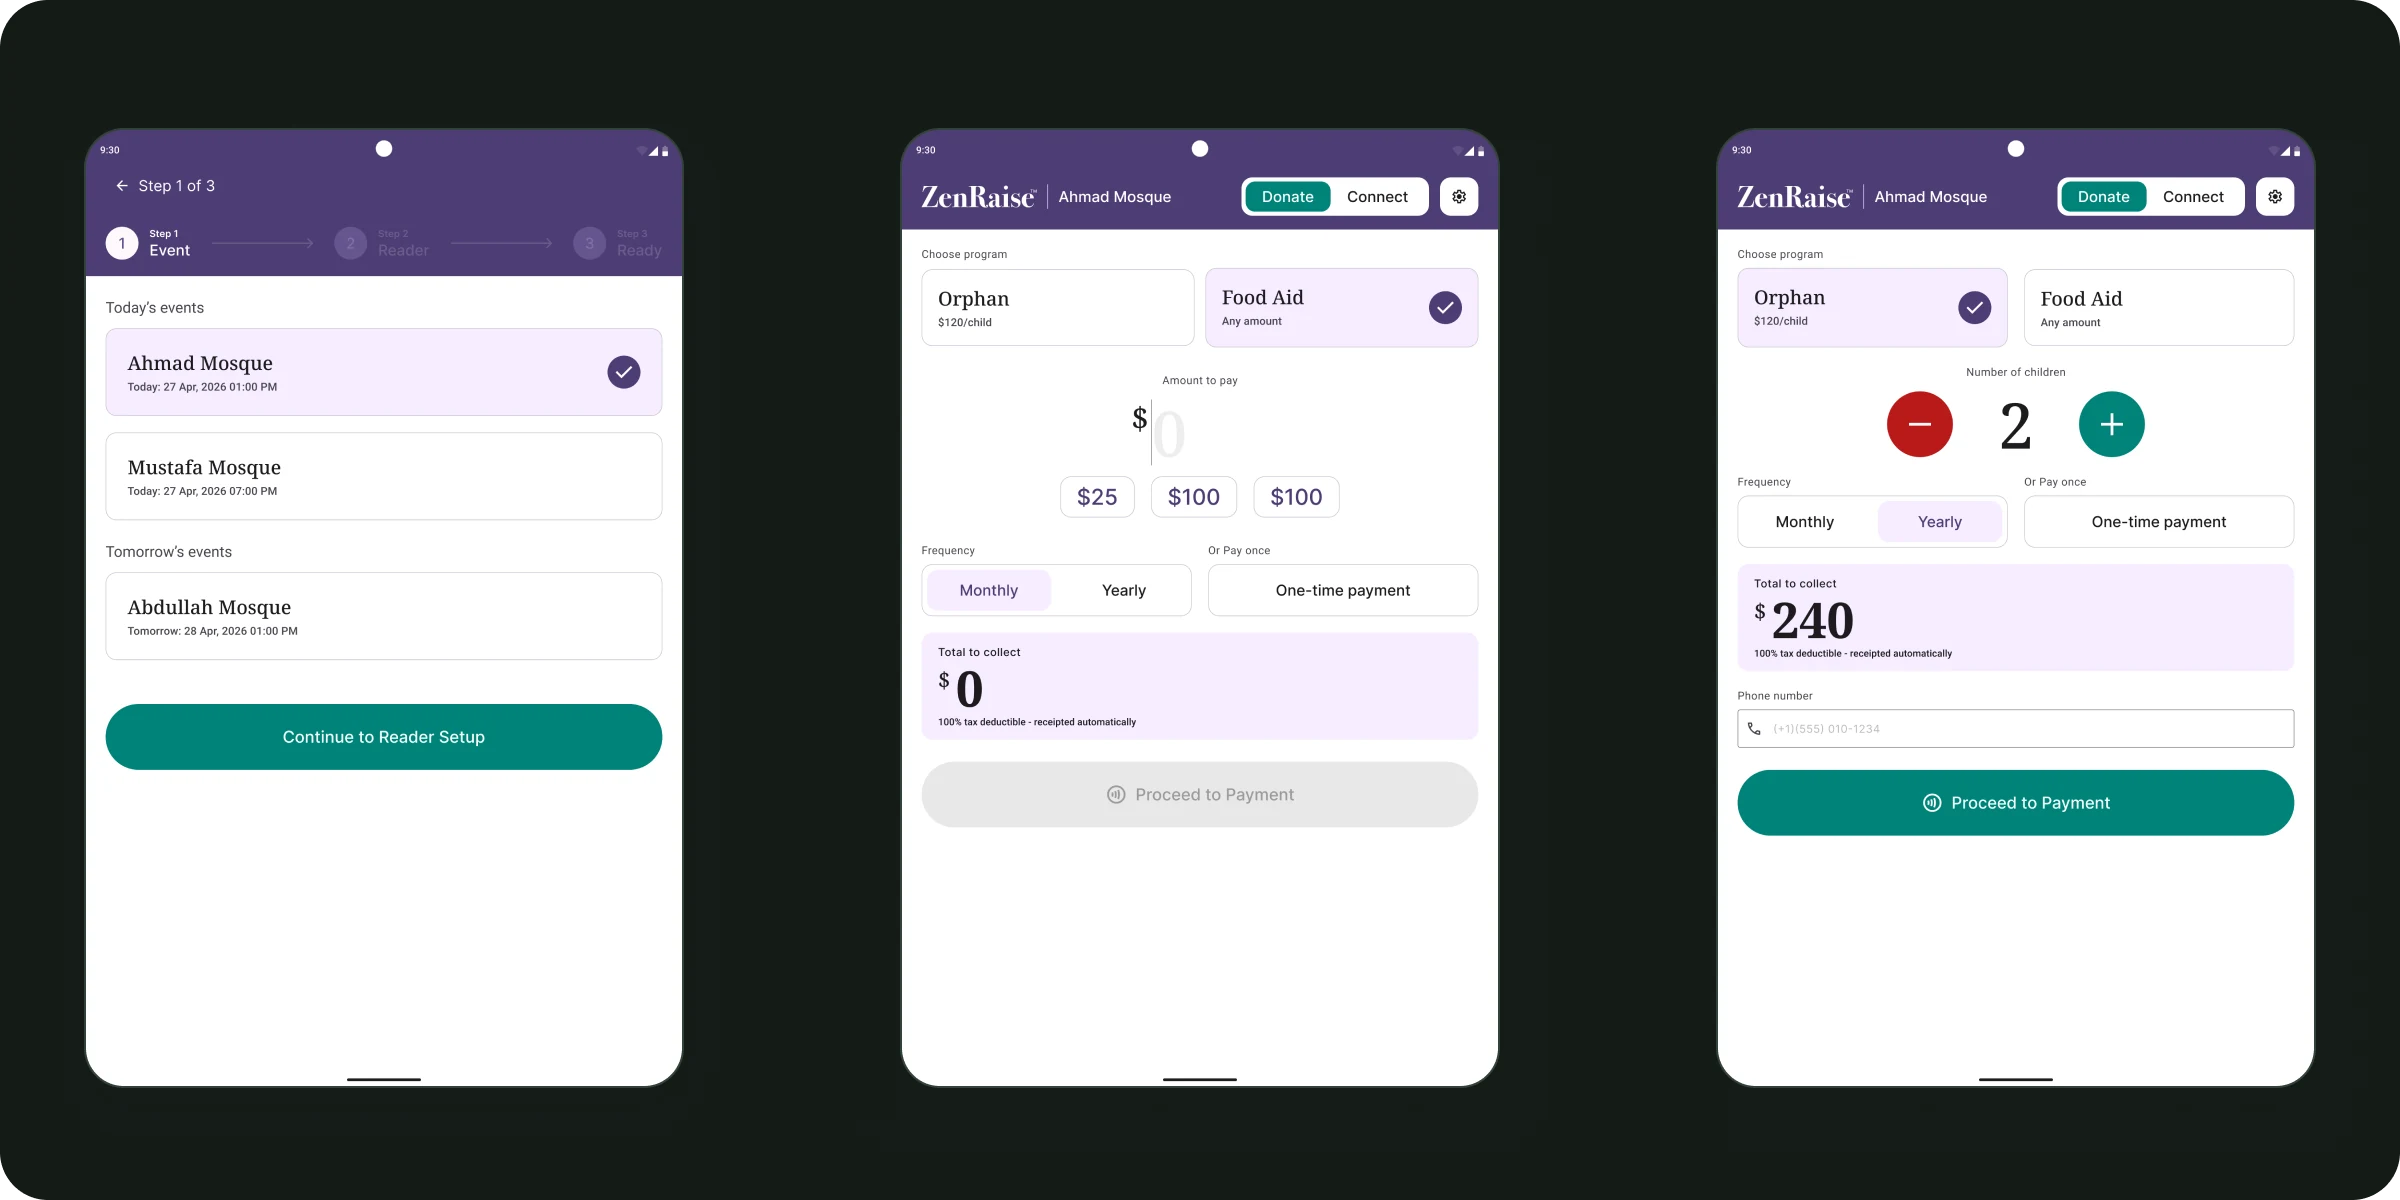 9:30
Step 1 of 3
1
Step 1
Event
2
Step 2
Reader
3
Step 3
Ready
Today's events
Ahmad Mosque
Today: 27 Apr, 2026 01:00 PM
Mustafa Mosque
Today: 27 Apr, 2026 07:00 PM
Tomorrow's events
Abdullah Mosque
Tomorrow: 28 Apr, 2026 01:00 PM
Continue to Reader Setup
9:30
ZenRaise™ Ahmad Mosque
Donate
Connect
Choose program
Orphan
$120/child
Food Aid
Any amount
Amount to pay
$0
$25
$100
$100
Frequency
Monthly
Yearly
Or Pay once
One-time payment
Total to collect
$ 0
100% tax deductible - receipted automatically
Proceed to Payment
9:30
ZenRaise™ Ahmad Mosque
Donate
Connect
Choose program
Orphan
$120/child
Food Aid
Any amount
Number of children
2
Frequency
Monthly
Yearly
Or Pay once
One-time payment
Total to collect
$ 240
100% tax deductible - receipted automatically
Phone number
(+1)(555) 010-1234
Proceed to Payment